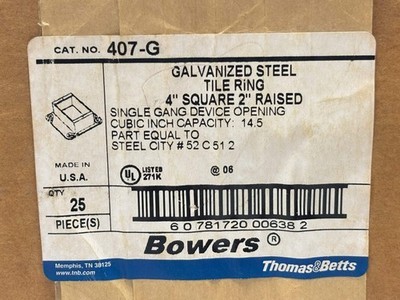 CAT. NO. 407-G
GALVANIZED STEEL
TILE RING
4" SQUARE 2" RAISED
SINGLE GANG DEVICE OPENING
CUBIC INCH CAPACITY: 14.5
PART EQUAL TO
STEEL CITY # 52 C 51 2
MADE IN
U.S.A.
UL LISTED
271K
@ 06
QTY
25
PIECE(S)
6 0 781720 00638 2
Bowers ®
Memphis, TN 38125
www.tnb.com
Thomas&Betts